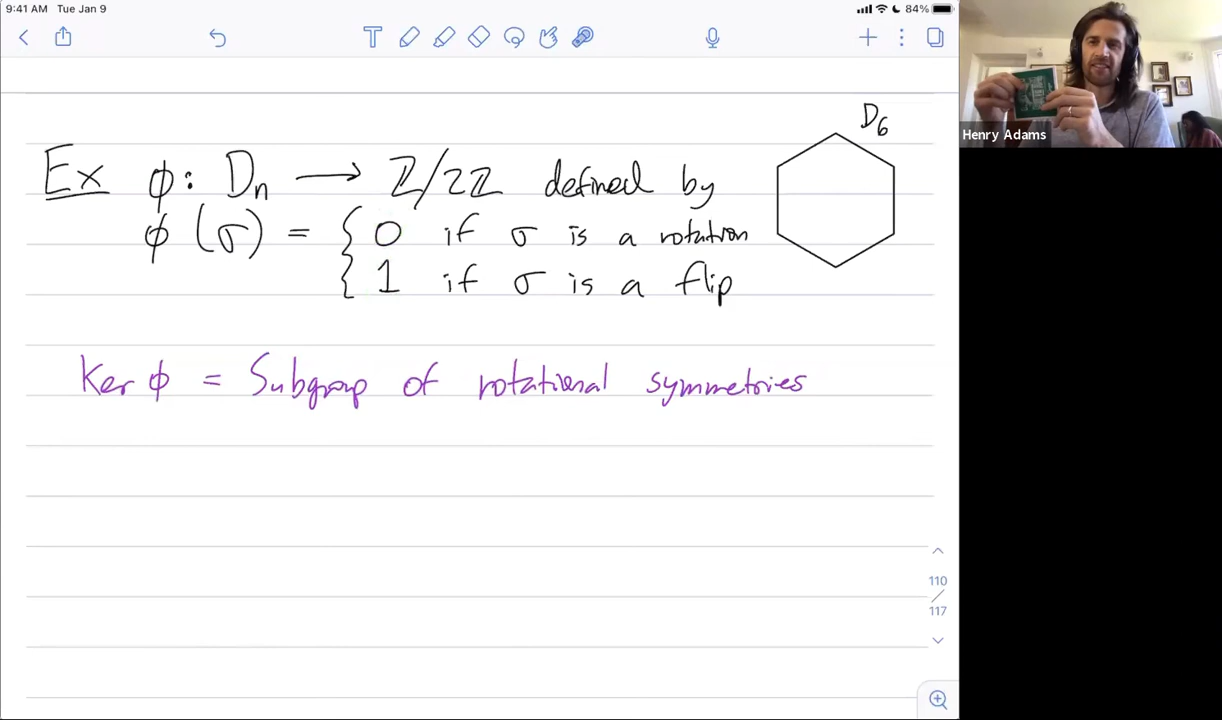 9:41 AM Tue Jan 9
84%
D6
Ex ϕ: Dn → ℤ/2ℤ defined by
ϕ(σ) = { 0 if σ is a rotation
{ 1 if σ is a flip
Ker ϕ = Subgroup of rotational symmetries
Henry Adams
110
/
117